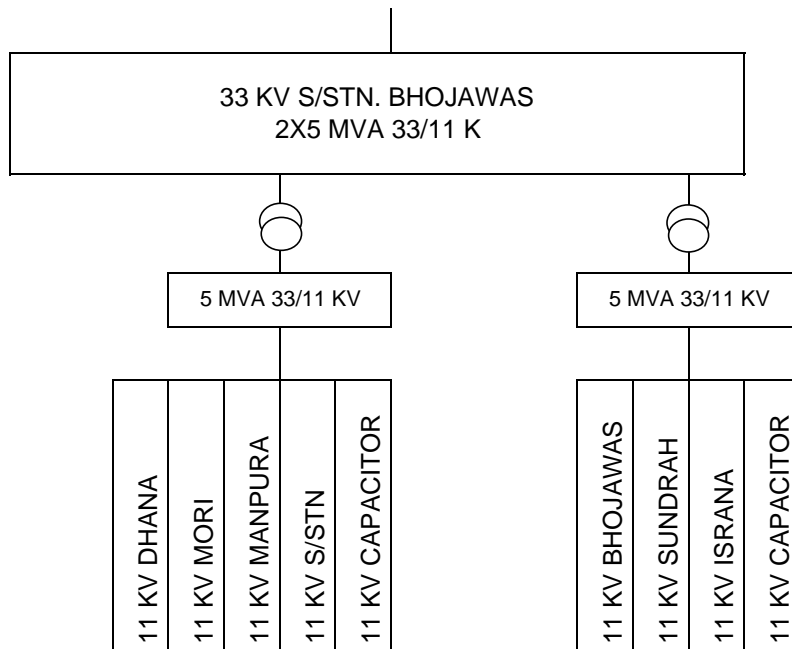 33 KV S/STN. BHOJAWAS
2X5 MVA 33/11 K
5 MVA 33/11 KV
5 MVA 33/11 KV
11 KV DHANA
11 KV MORI
11 KV MANPURA
11 KV S/STN
11 KV CAPACITOR
11 KV BHOJAWAS
11 KV SUNDRAH
11 KV ISRANA
11 KV CAPACITOR